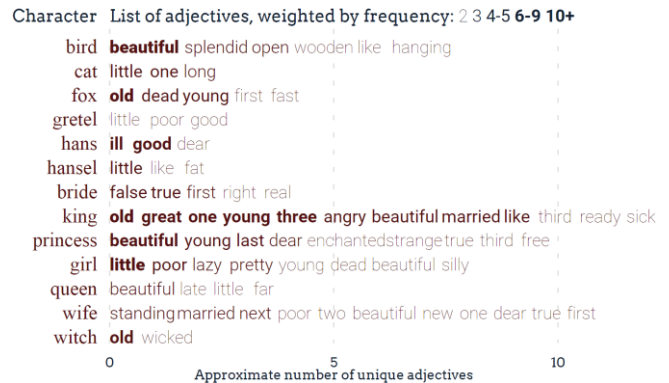 Character List of adjectives, weighted by frequency: 2 3 4-5 6-9 10+
bird beautiful splendid open wooden like hanging
cat little one long
fox old dead young first fast
gretel little poor good
hans ill good dear
hansel little like fat
bride false true first right real
king old great one young three angry beautiful married like third ready sick
princess beautiful young last dear enchanted strange true third free
girl little poor lazy pretty young dead beautiful silly
queen beautiful late little far
wife standing married next poor two beautiful new one dear true first
witch old wicked
0 5 10
Approximate number of unique adjectives